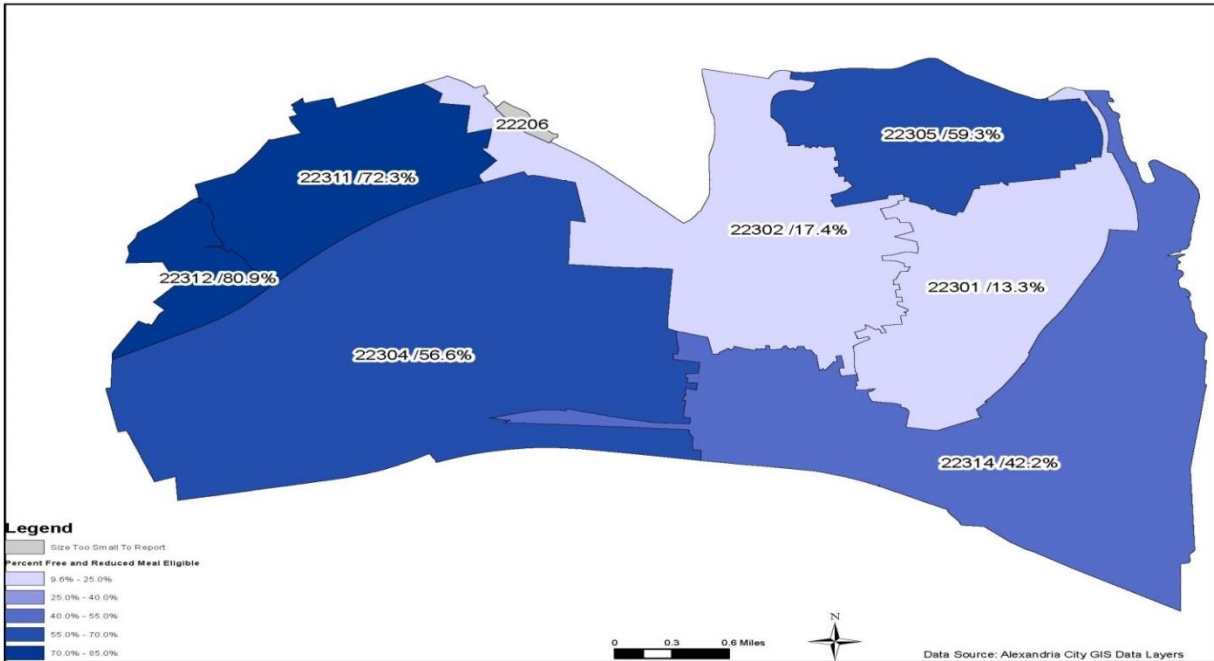 22206
22305 /59.3%
22311 /72.3%
22302 /17.4%
22312 /80.9%
22301 /13.3%
22304 /56.6%
22314 /42.2%
Legend
Size Too Small To Report
Percent Free and Reduced Meal Eligible
9.6% - 25.0%
25.0% - 40.0%
40.0% - 55.0%
55.0% - 70.0%
70.0% - 85.0%
0 0.3 0.6 Miles
N
Data Source: Alexandria City GIS Data Layers